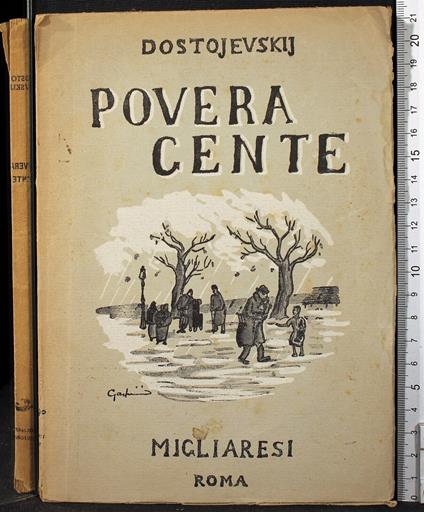 DOSTOJEVSKIJ
POVERA
GENTE
MIGLIARESI
ROMA